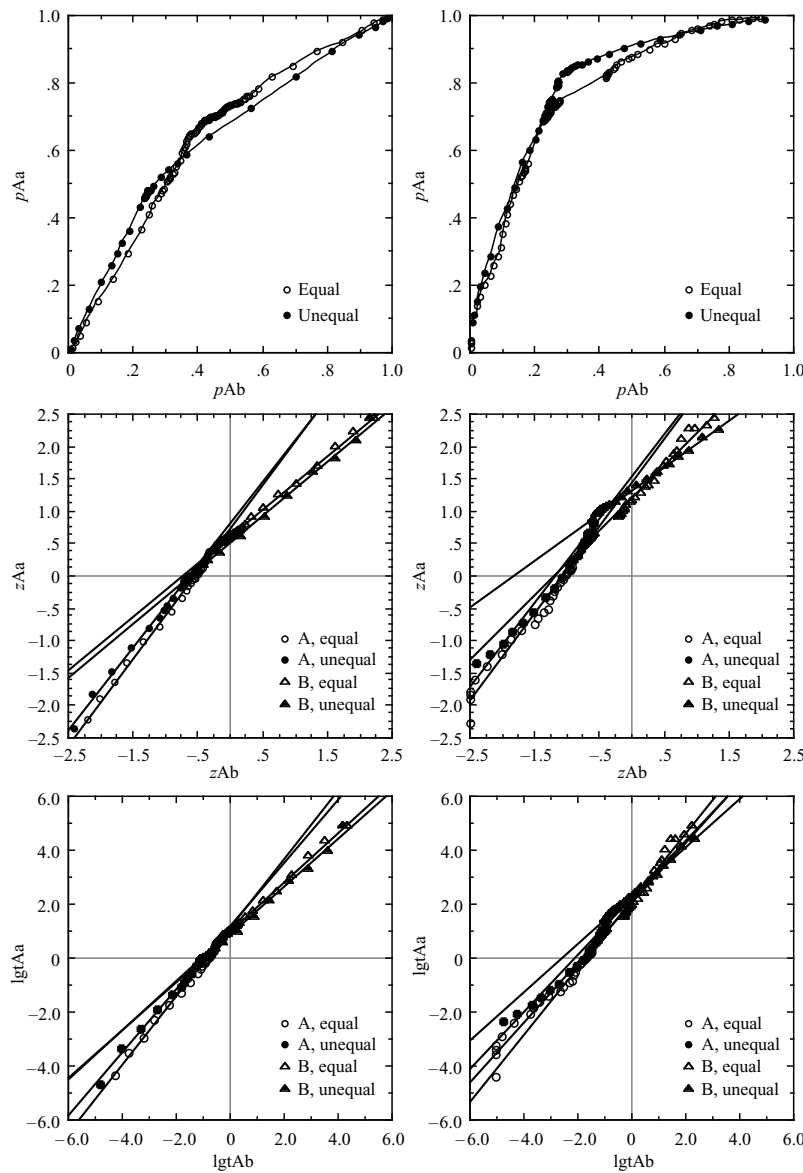 1.0
.8
.6
.4
.2
0
pAa
0
.2
.4
.6
.8
1.0
pAb
Equal
Unequal
1.0
.8
.6
.4
.2
0
pAa
0
.2
.4
.6
.8
1.0
pAb
Equal
Unequal
2.5
2.0
1.5
1.0
.5
0
−.5
−1.0
−1.5
−2.0
−2.5
zAa
−2.5
−1.5
−.5
.5
1.5
2.5
zAb
A, equal
A, unequal
B, equal
B, unequal
2.5
2.0
1.5
1.0
.5
0
−.5
−1.0
−1.5
−2.0
−2.5
zAa
−2.5
−1.5
−.5
.5
1.5
2.5
zAb
A, equal
A, unequal
B, equal
B, unequal
6.0
4.0
2.0
0
−2.0
−4.0
−6.0
lgtAa
−6.0
−4.0
−2.0
0
2.0
4.0
6.0
lgtAb
A, equal
A, unequal
B, equal
B, unequal
6.0
4.0
2.0
0
−2.0
−4.0
−6.0
lgtAa
−6.0
−4.0
−2.0
0
2.0
4.0
6.0
lgtAb
A, equal
A, unequal
B, equal
B, unequal